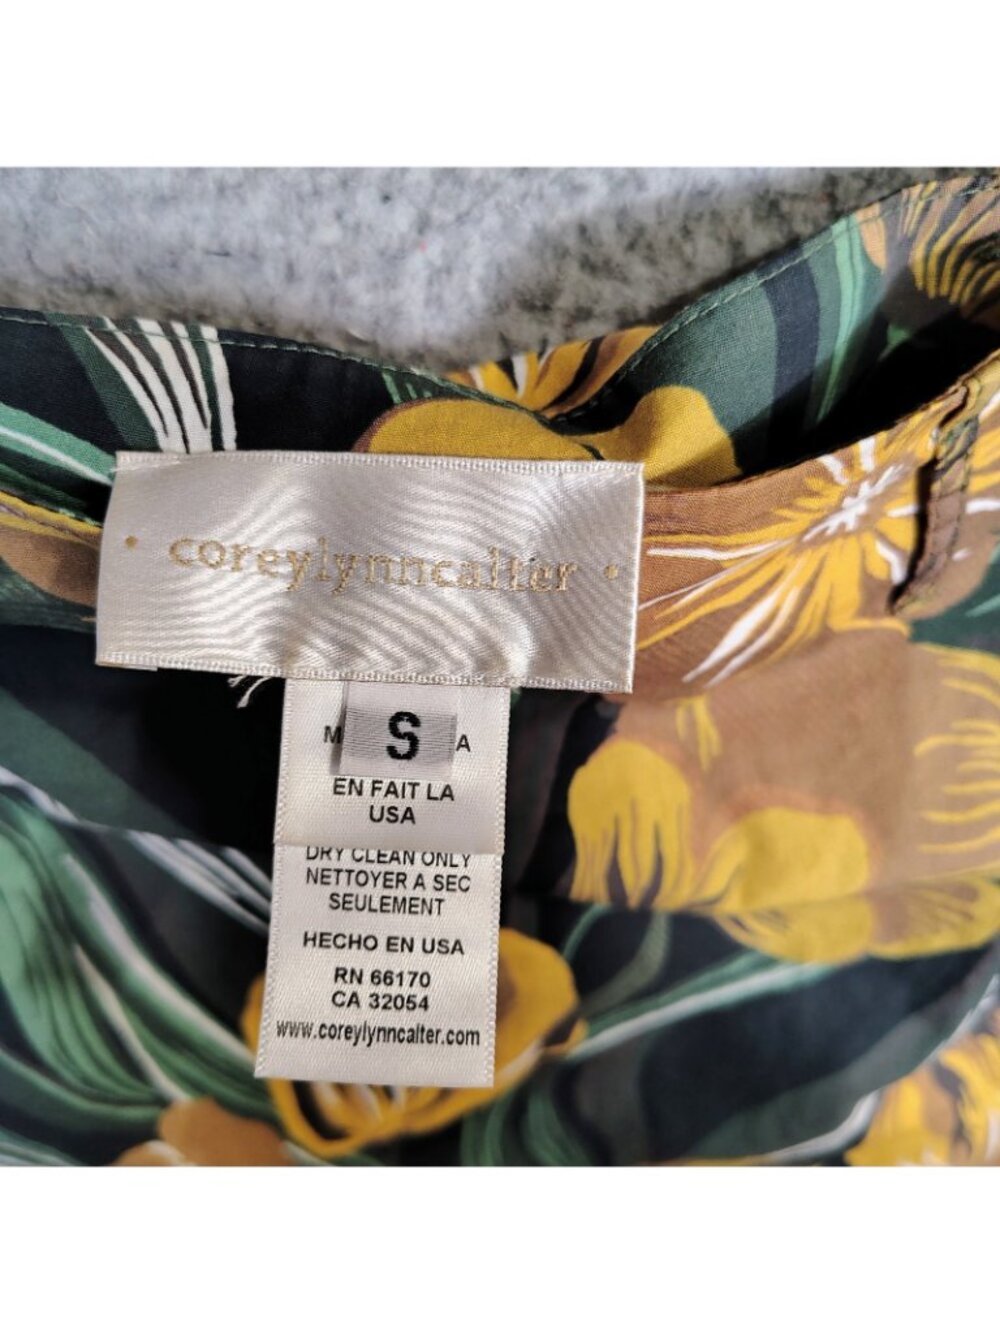 • coreylynncalter •
S
M A
EN FAIT LA
USA
DRY CLEAN ONLY
NETTOYER A SEC
SEULEMENT
HECHO EN USA
RN 66170
CA 32054
www.coreylynncalter.com